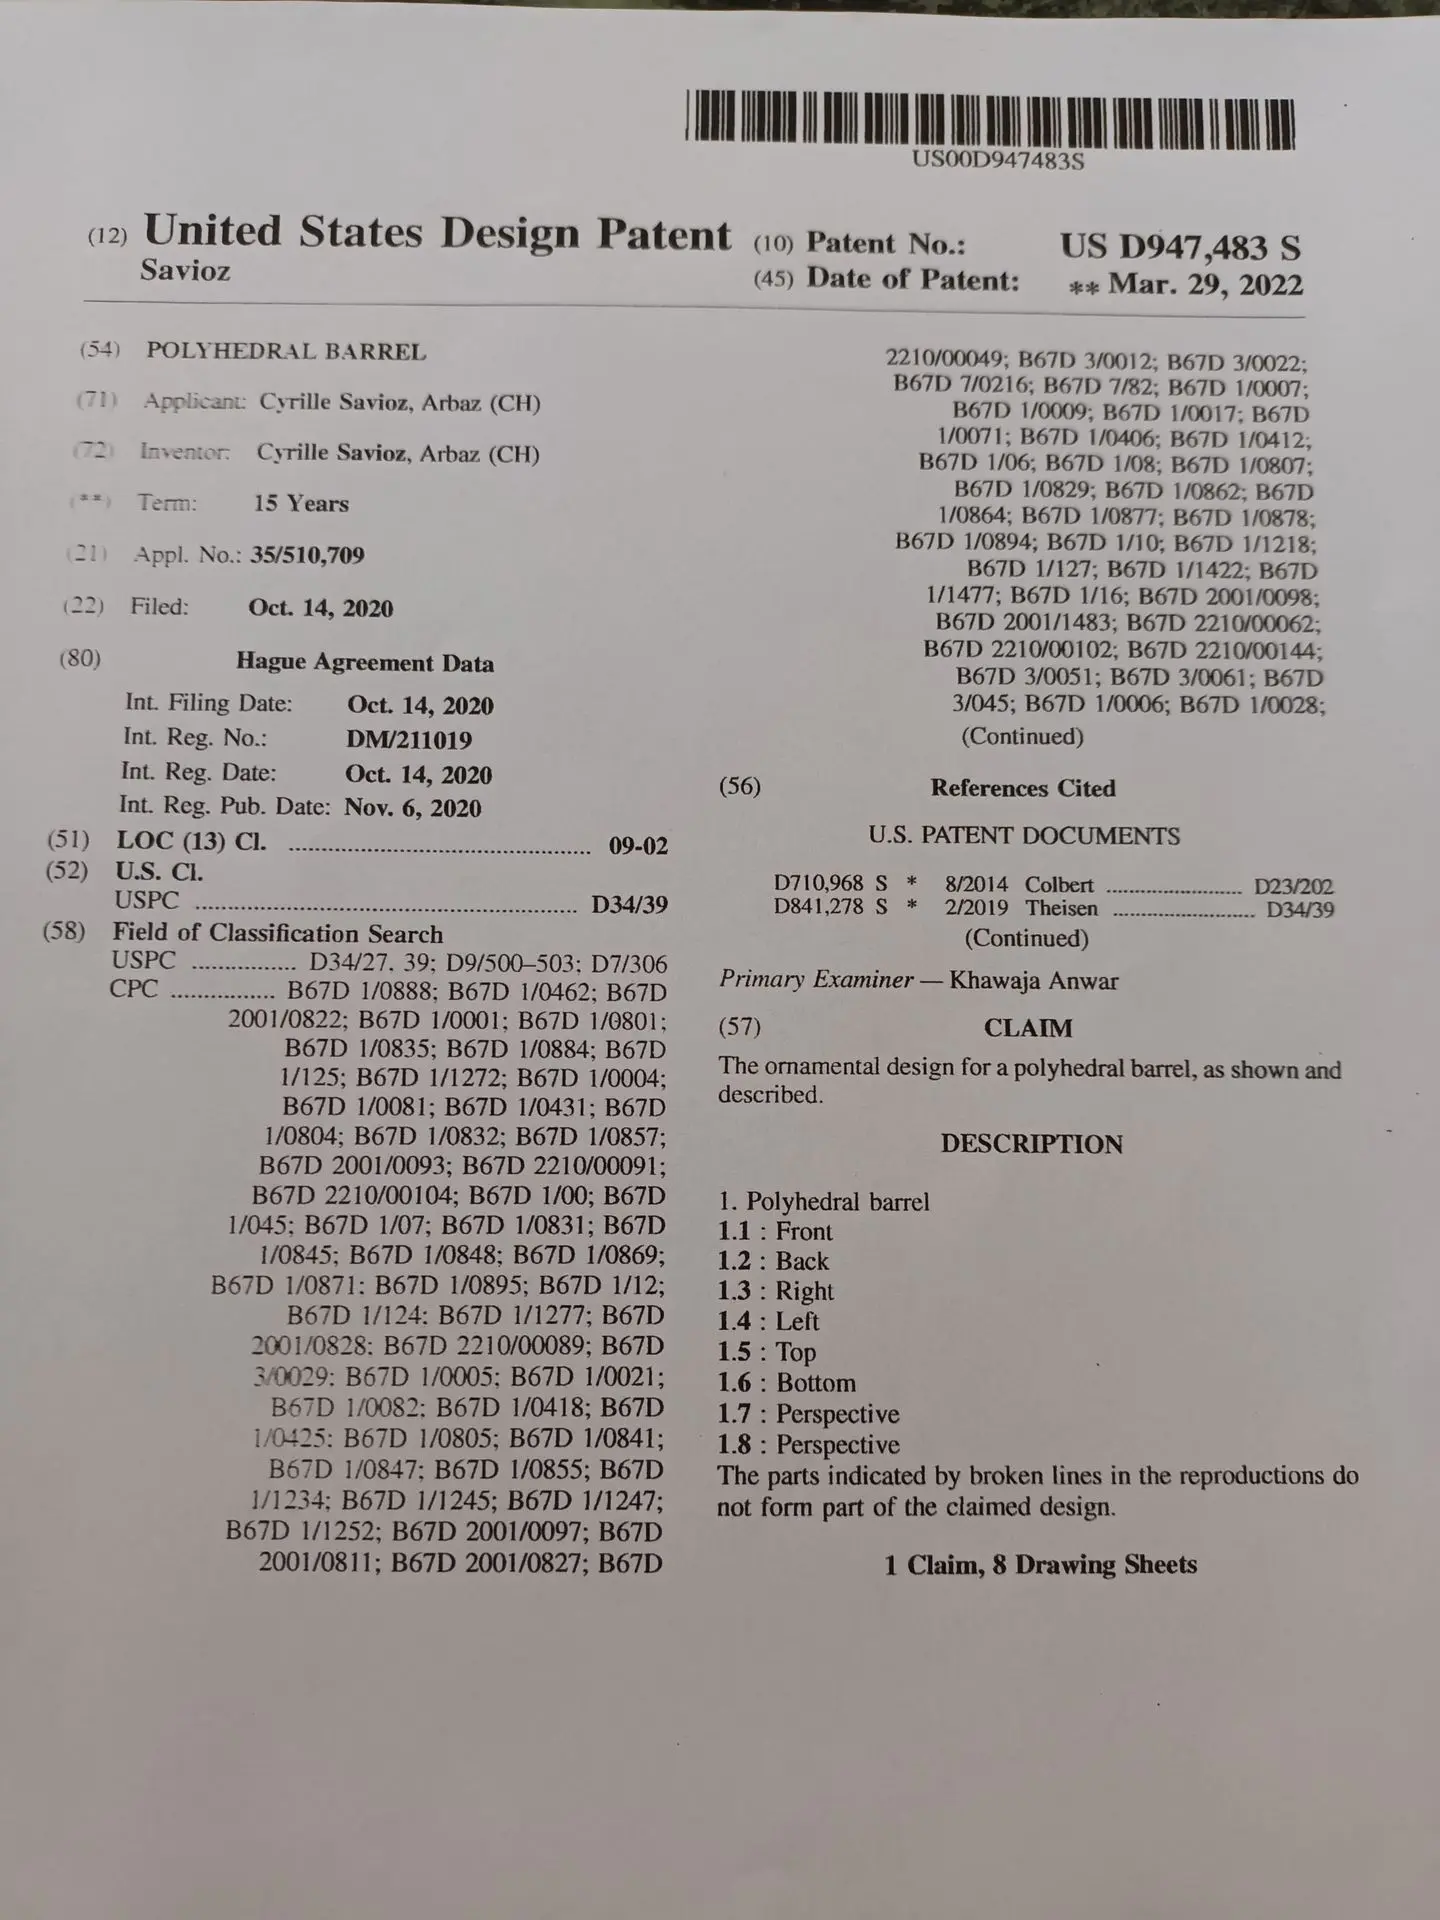 US00D947483S
(12) United States Design Patent
Savioz
(10) Patent No.: US D947,483 S
(45) Date of Patent: ** Mar. 29, 2022
(54) POLYHEDRAL BARREL
(71) Applicant: Cyrille Savioz, Arbaz (CH)
(72) Inventor: Cyrille Savioz, Arbaz (CH)
(**) Term: 15 Years
(21) Appl. No.: 35/510,709
(22) Filed: Oct. 14, 2020
(80) Hague Agreement Data
Int. Filing Date: Oct. 14, 2020
Int. Reg. No.: DM/211019
Int. Reg. Date: Oct. 14, 2020
Int. Reg. Pub. Date: Nov. 6, 2020
(51) LOC (13) Cl. ............................................ 09-02
(52) U.S. Cl.
USPC ........................................................ D34/39
(58) Field of Classification Search
USPC ................ D34/27, 39; D9/500–503; D7/306
CPC ................ B67D 1/0888; B67D 1/0462; B67D
2001/0822; B67D 1/0001; B67D 1/0801;
B67D 1/0835; B67D 1/0884; B67D
1/125; B67D 1/1272; B67D 1/0004;
B67D 1/0081; B67D 1/0431; B67D
1/0804; B67D 1/0832; B67D 1/0857;
B67D 2001/0093; B67D 2210/00091;
B67D 2210/00104; B67D 1/00; B67D
1/045; B67D 1/07; B67D 1/0831; B67D
1/0845; B67D 1/0848; B67D 1/0869;
B67D 1/0871; B67D 1/0895; B67D 1/12;
B67D 1/124; B67D 1/1277; B67D
2001/0828; B67D 2210/00089; B67D
3/0029; B67D 1/0005; B67D 1/0021;
B67D 1/0082; B67D 1/0418; B67D
1/0425; B67D 1/0805; B67D 1/0841;
B67D 1/0847; B67D 1/0855; B67D
1/1234; B67D 1/1245; B67D 1/1247;
B67D 1/1252; B67D 2001/0097; B67D
2001/0811; B67D 2001/0827; B67D
2210/00049; B67D 3/0012; B67D 3/0022;
B67D 7/0216; B67D 7/82; B67D 1/0007;
B67D 1/0009; B67D 1/0017; B67D
1/0071; B67D 1/0406; B67D 1/0412;
B67D 1/06; B67D 1/08; B67D 1/0807;
B67D 1/0829; B67D 1/0862; B67D
1/0864; B67D 1/0877; B67D 1/0878;
B67D 1/0894; B67D 1/10; B67D 1/1218;
B67D 1/127; B67D 1/1422; B67D
1/1477; B67D 1/16; B67D 2001/0098;
B67D 2001/1483; B67D 2210/00062;
B67D 2210/00102; B67D 2210/00144;
B67D 3/0051; B67D 3/0061; B67D
3/045; B67D 1/0006; B67D 1/0028;
(Continued)
(56) References Cited
U.S. PATENT DOCUMENTS
D710,968 S * 8/2014 Colbert ........................ D23/202
D841,278 S * 2/2019 Theisen ........................ D34/39
(Continued)
Primary Examiner — Khawaja Anwar
(57) CLAIM
The ornamental design for a polyhedral barrel, as shown and
described.
DESCRIPTION
1. Polyhedral barrel
1.1 : Front
1.2 : Back
1.3 : Right
1.4 : Left
1.5 : Top
1.6 : Bottom
1.7 : Perspective
1.8 : Perspective
The parts indicated by broken lines in the reproductions do
not form part of the claimed design.
1 Claim, 8 Drawing Sheets